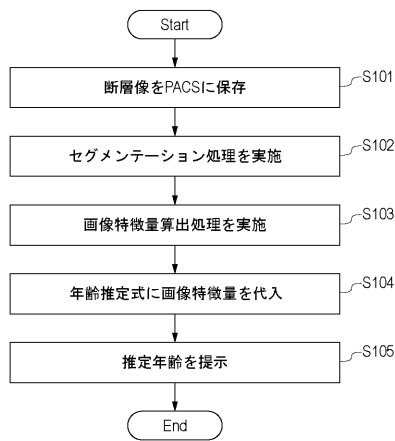 Start
断層像をPACSに保存
S101
セグメンテーション処理を実施
S102
画像特徴量算出処理を実施
S103
年齢推定式に画像特徴量を代入
S104
推定年齢を提示
S105
End